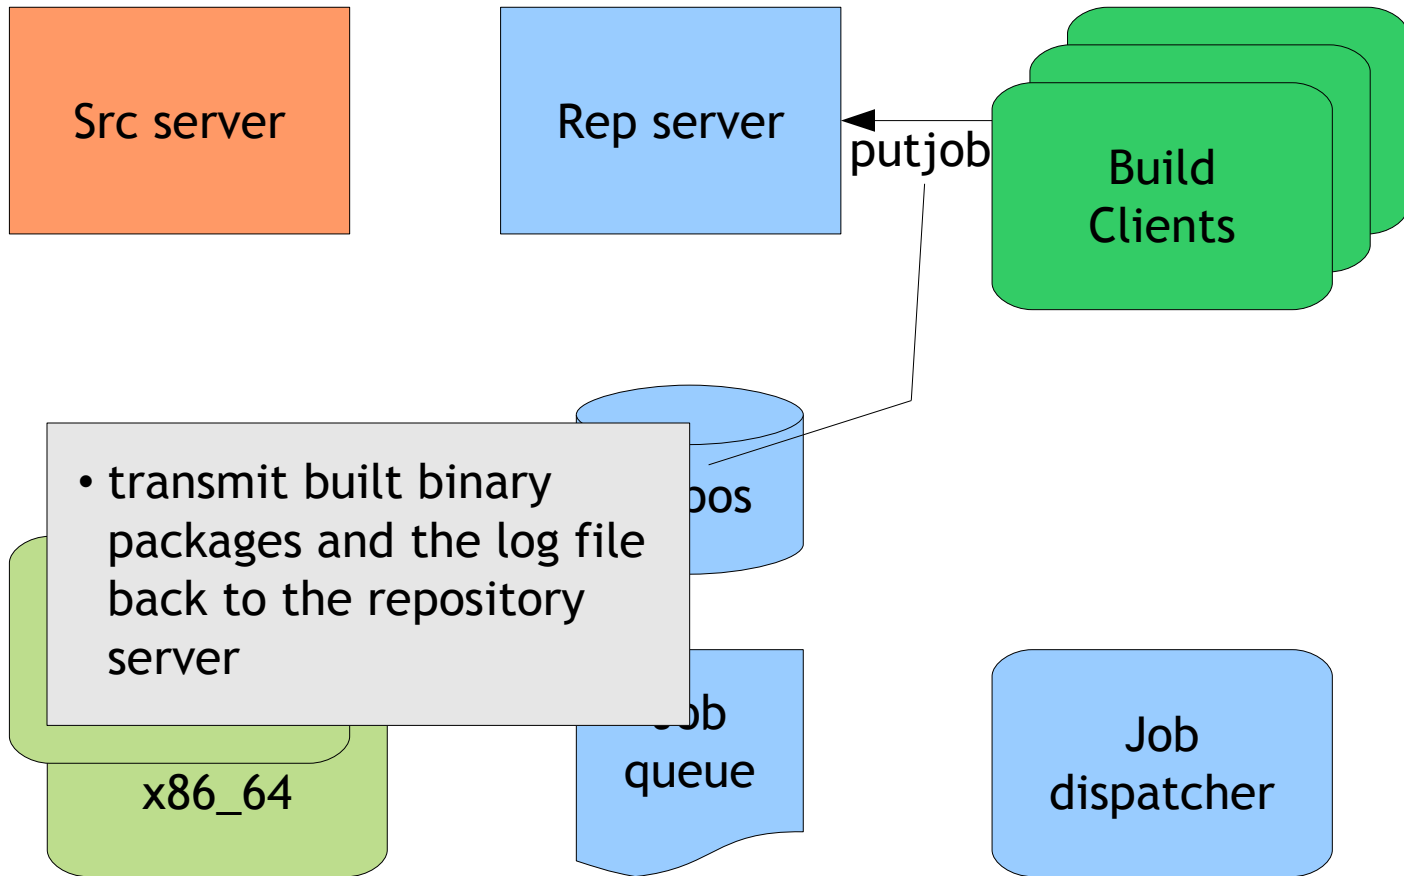 Src server
Rep server
putjob
Build
Clients
• transmit built binary
packages and the log file
back to the repository
server
queue
x86_64
Job
dispatcher